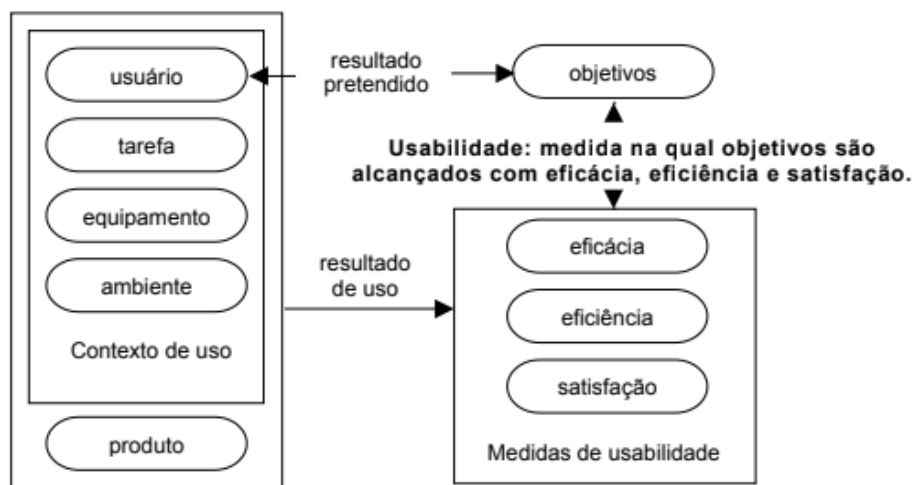 usuário
tarefa
equipamento
ambiente
Contexto de uso
produto
resultado
pretendido
objetivos
Usabilidade: medida na qual objetivos são
alcançados com eficácia, eficiência e satisfação.
resultado
de uso
eficácia
eficiência
satisfação
Medidas de usabilidade